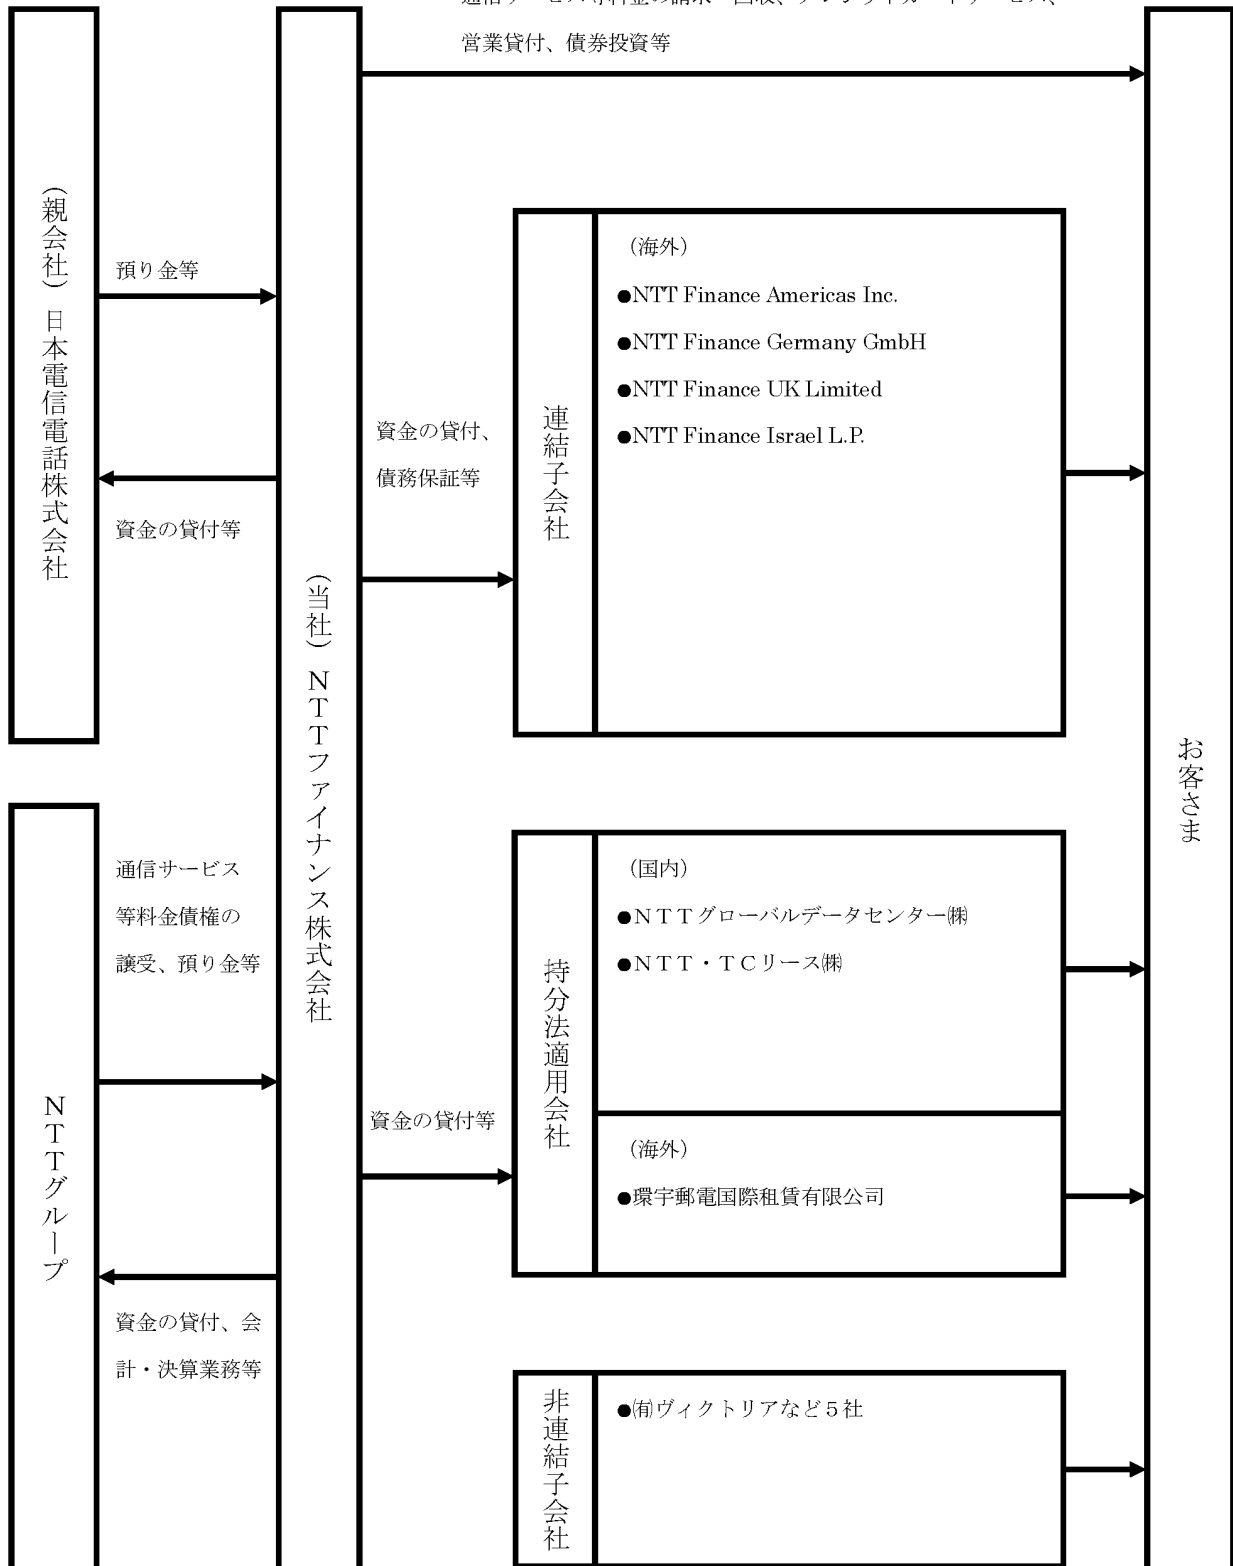 営業貸付、債券投資等
（親会社）日本電信電話株式会社
預り金等
資金の貸付等
（当社）ＮＴＴファイナンス株式会社
資金の貸付、
債務保証等
連結子会社
（海外）
●NTT Finance Americas Inc.
●NTT Finance Germany GmbH
●NTT Finance UK Limited
●NTT Finance Israel L.P.
お客さま
ＮＴＴグループ
通信サービス
等料金債権の
譲受、預り金等
資金の貸付、会
計・決算業務等
資金の貸付等
持分法適用会社
（国内）
●ＮＴＴグローバルデータセンター㈱
●ＮＴＴ・ＴＣリース㈱
（海外）
●環宇郵電国際租賃有限公司
非連結子会社
●㈲ヴィクトリアなど５社